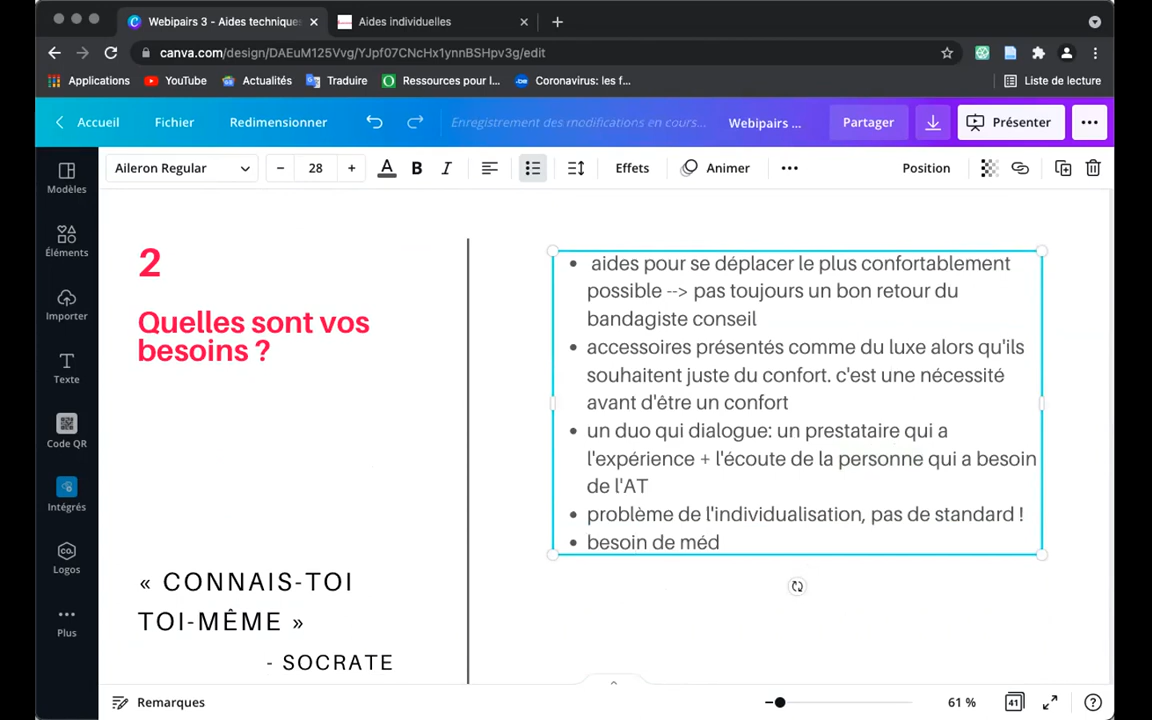 Webipairs 3 - Aides techniques
Aides individuelles
canva.com/design/DAEuM125Vvg/YJpf07CNcHx1ynnBSHpv3g/edit
Applications
YouTube
Actualités
Traduire
Ressources pour l...
Coronavirus: les f...
Liste de lecture
Accueil
Fichier
Redimensionner
Enregistrement des modifications en cours...
Webipairs ...
Partager
Présenter
Aileron Regular
28
Effets
Animer
Position
Modèles
Éléments
Importer
Texte
Code QR
Intégrés
Logos
Plus
2
Quelles sont vos
besoins ?
« CONNAIS-TOI
TOI-MÊME »
- SOCRATE
• aides pour se déplacer le plus confortablement
possible --> pas toujours un bon retour du
bandagiste conseil
• accessoires présentés comme du luxe alors qu'ils
souhaitent juste du confort. c'est une nécessité
avant d'être un confort
• un duo qui dialogue: un prestataire qui a
l'expérience + l'écoute de la personne qui a besoin
de l'AT
• problème de l'individualisation, pas de standard !
• besoin de méd
Remarques
61 %
41